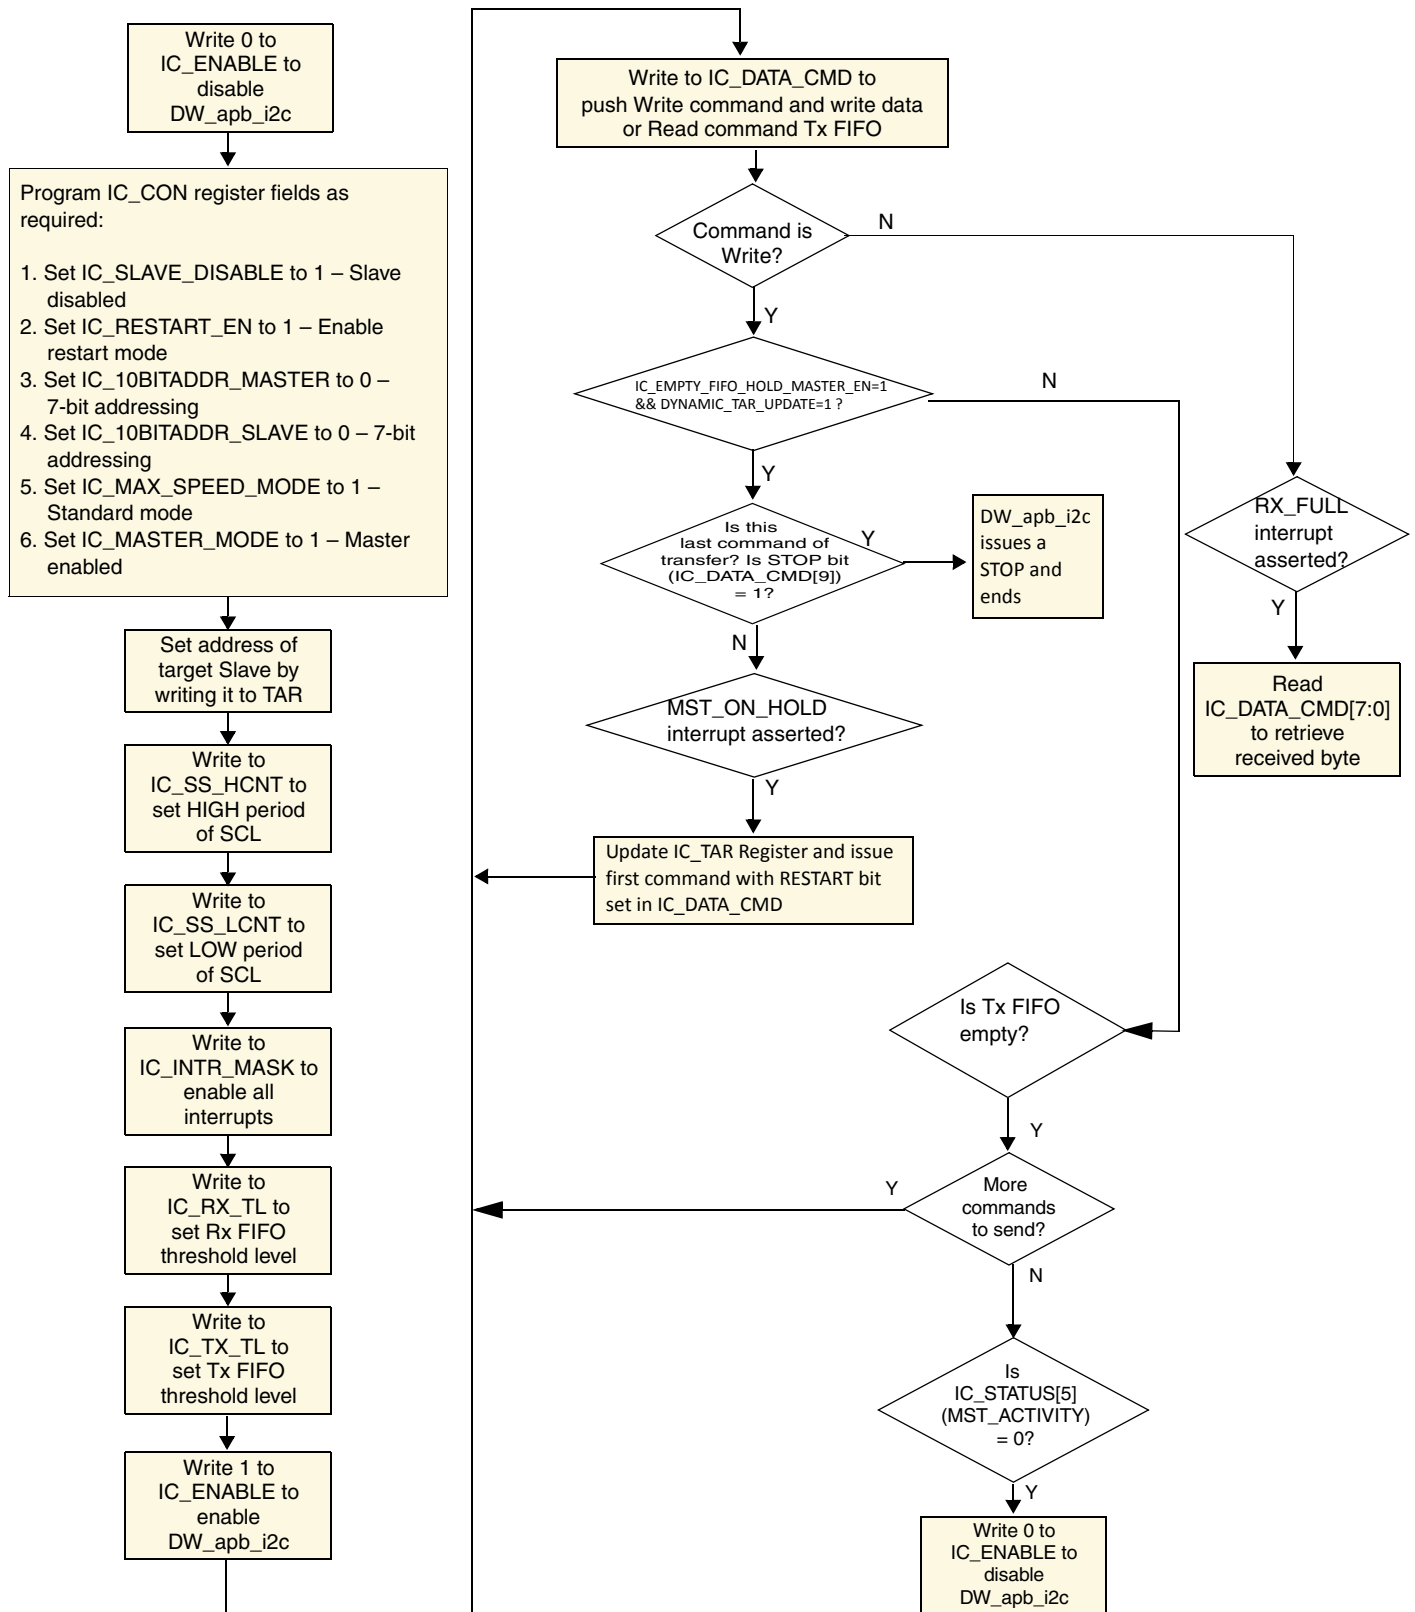 Write 0 to
IC_ENABLE to
disable
DW_apb_i2c
Program IC_CON register fields as
required:
1. Set IC_SLAVE_DISABLE to 1 – Slave
disabled
2. Set IC_RESTART_EN to 1 – Enable
restart mode
3. Set IC_10BITADDR_MASTER to 0 –
7-bit addressing
4. Set IC_10BITADDR_SLAVE to 0 – 7-bit
addressing
5. Set IC_MAX_SPEED_MODE to 1 –
Standard mode
6. Set IC_MASTER_MODE to 1 – Master
enabled
Set address of
target Slave by
writing it to TAR
Write to
IC_SS_HCNT to
set HIGH period
of SCL
Write to
IC_SS_LCNT to
set LOW period
of SCL
Write to
IC_INTR_MASK to
enable all
interrupts
Write to
IC_RX_TL to
set Rx FIFO
threshold level
Write to
IC_TX_TL to
set Tx FIFO
threshold level
Write 1 to
IC_ENABLE to
enable
DW_apb_i2c
Write to IC_DATA_CMD to
push Write command and write data
or Read command Tx FIFO
Command is
Write?
N
Y
IC_EMPTY_FIFO_HOLD_MASTER_EN=1
&& DYNAMIC_TAR_UPDATE=1 ?
N
Y
Is this
last command of
transfer? Is STOP bit
(IC_DATA_CMD[9])
= 1?
Y
DW_apb_i2c
issues a
STOP and
ends
N
MST_ON_HOLD
interrupt asserted?
Y
Update IC_TAR Register and issue
first command with RESTART bit
set in IC_DATA_CMD
RX_FULL
interrupt
asserted?
Y
Read
IC_DATA_CMD[7:0]
to retrieve
received byte
Is Tx FIFO
empty?
Y
More
commands
to send?
Y
N
Is
IC_STATUS[5]
(MST_ACTIVITY)
= 0?
Y
Write 0 to
IC_ENABLE to
disable
DW_apb_i2c